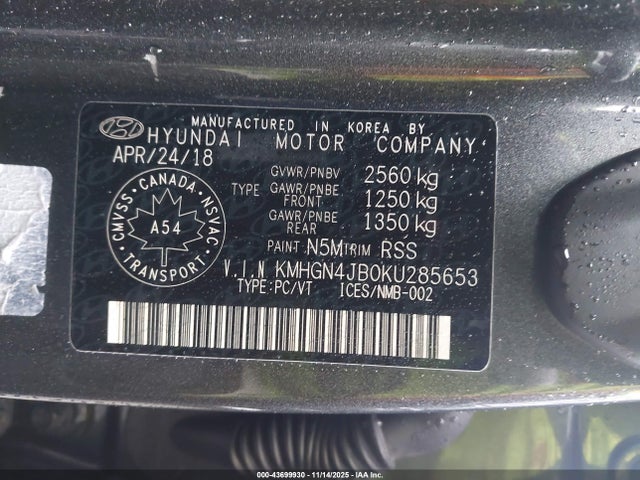 MANUFACTURED IN KOREA BY
HYUNDAI MOTOR COMPANY
APR/24/18
GVWR/PNBV 2560 kg
TYPE GAWR/PNBE FRONT 1250 kg
GAWR/PNBE REAR 1350 kg
CANADA
CMVSS NSVAC
A54
TRANSPORT
PAINT N5M TRIM RSS
V.I.N KMHGN4JB0KU285653
TYPE:PC/VT ICES/NMB-002
000-43699930 - 11/14/2025 - IAA Inc.